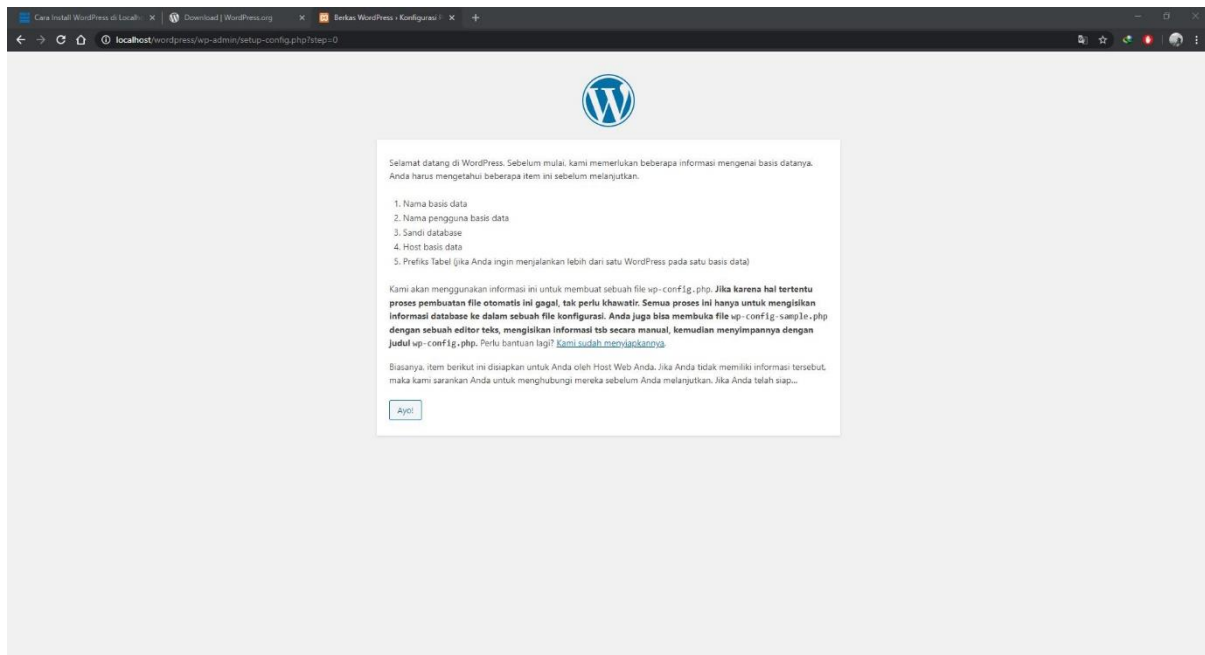 Cara Install WordPress di Localho
Download | WordPress.org
Berkas WordPress › Konfigurasi P
localhost/wordpress/wp-admin/setup-config.php?step=0
Selamat datang di WordPress. Sebelum mulai, kami memerlukan beberapa informasi mengenai basis datanya.
Anda harus mengetahui beberapa item ini sebelum melanjutkan.
1. Nama basis data
2. Nama pengguna basis data
3. Sandi database
4. Host basis data
5. Prefiks Tabel (jika Anda ingin menjalankan lebih dari satu WordPress pada satu basis data)
Kami akan menggunakan informasi ini untuk membuat sebuah file wp-config.php. Jika karena hal tertentu
proses pembuatan file otomatis ini gagal, tak perlu khawatir. Semua proses ini hanya untuk mengisikan
informasi database ke dalam sebuah file konfigurasi. Anda juga bisa membuka file wp-config-sample.php
dengan sebuah editor teks, mengisikan informasi tsb secara manual, kemudian menyimpannya dengan
judul wp-config.php. Perlu bantuan lagi? Kami sudah menyiapkannya.
Biasanya, item berikut ini disiapkan untuk Anda oleh Host Web Anda. Jika Anda tidak memiliki informasi tersebut,
maka kami sarankan Anda untuk menghubungi mereka sebelum Anda melanjutkan. Jika Anda telah siap...
Ayo!